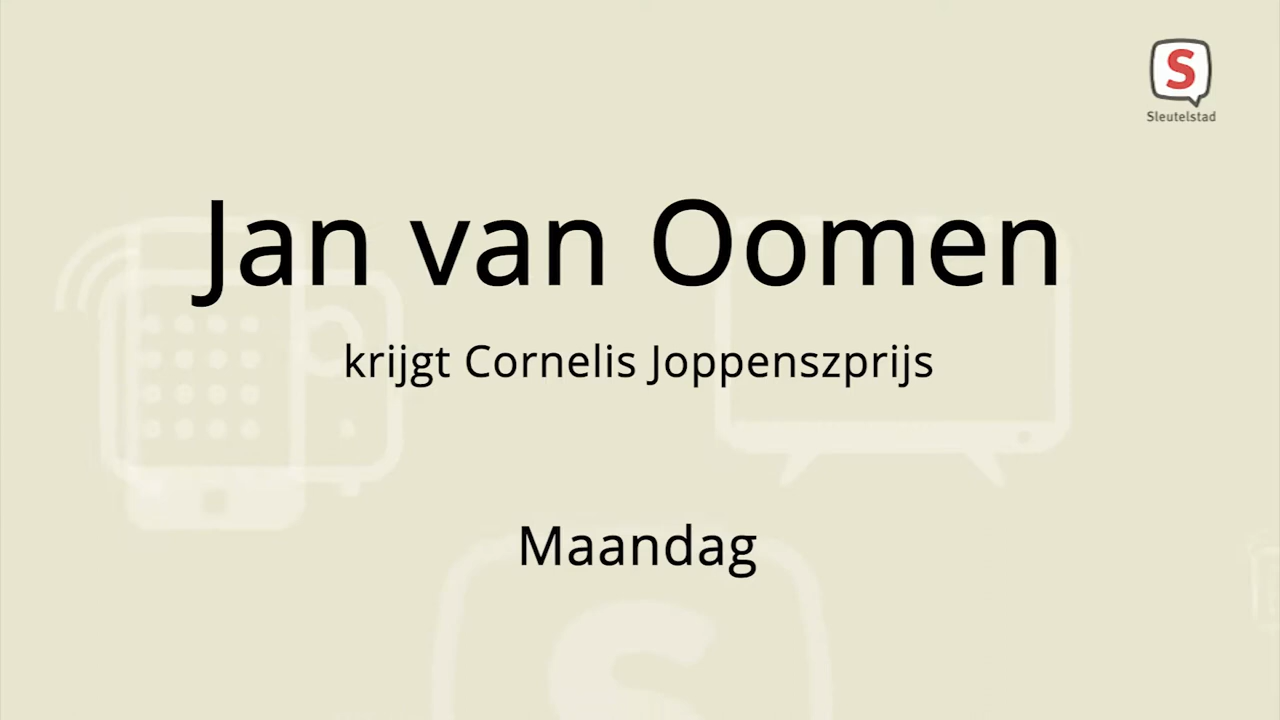 S
Sleutelstad
Jan van Oomen
krijgt Cornelis Joppenszprijs
Maandag
S